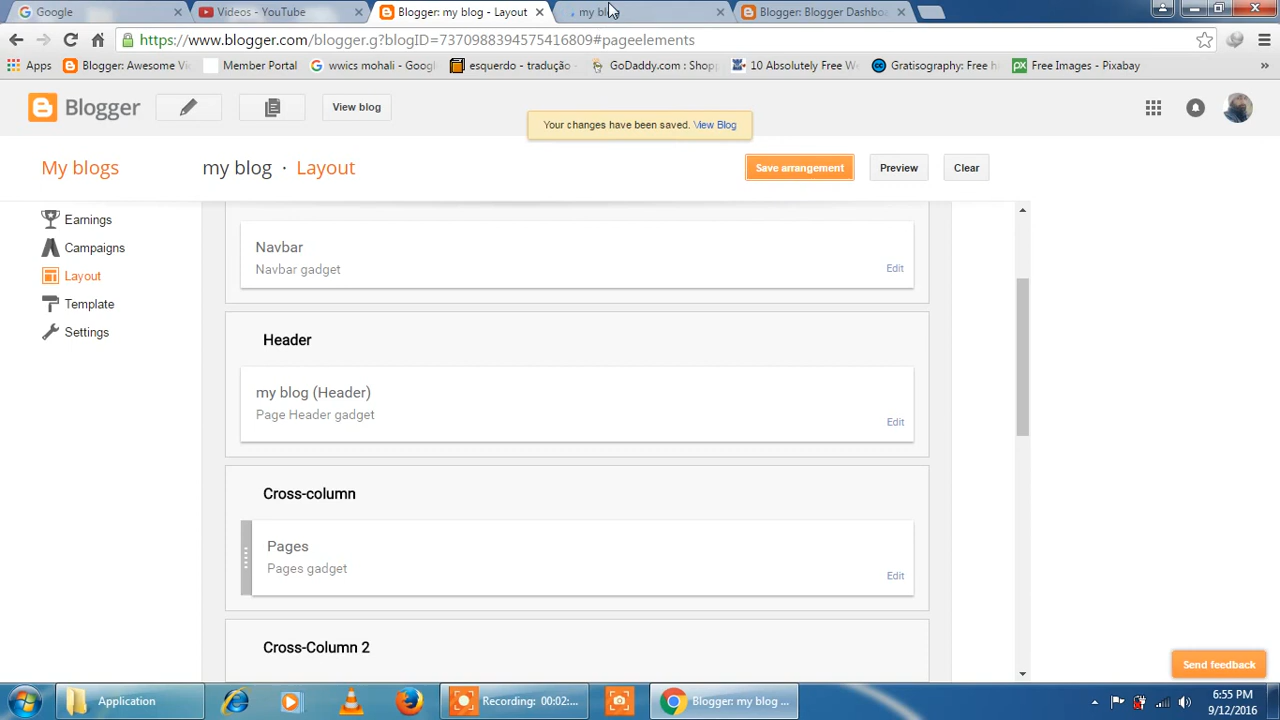 Google
Videos - YouTube
Blogger: my blog - Layout
my blo
Blogger: Blogger Dashbo
https://www.blogger.com/blogger.g?blogID=7370988394575416809#pageelements
Apps
Blogger: Awesome Vi
Member Portal
wwics mohali - Goog
esquerdo - tradução
GoDaddy.com : Shop
10 Absolutely Free W
Gratisography: Free h
Free Images - Pixabay
»
Blogger
View blog
Your changes have been saved. View Blog
My blogs
my blog · Layout
Save arrangement
Preview
Clear
Earnings
Campaigns
Layout
Template
Settings
Navbar
Navbar gadget
Edit
Header
my blog (Header)
Page Header gadget
Edit
Cross-column
Pages
Pages gadget
Edit
Cross-Column 2
Send feedback
Application
Recording: 00:02:...
Blogger: my blog ...
6:55 PM
9/12/2016